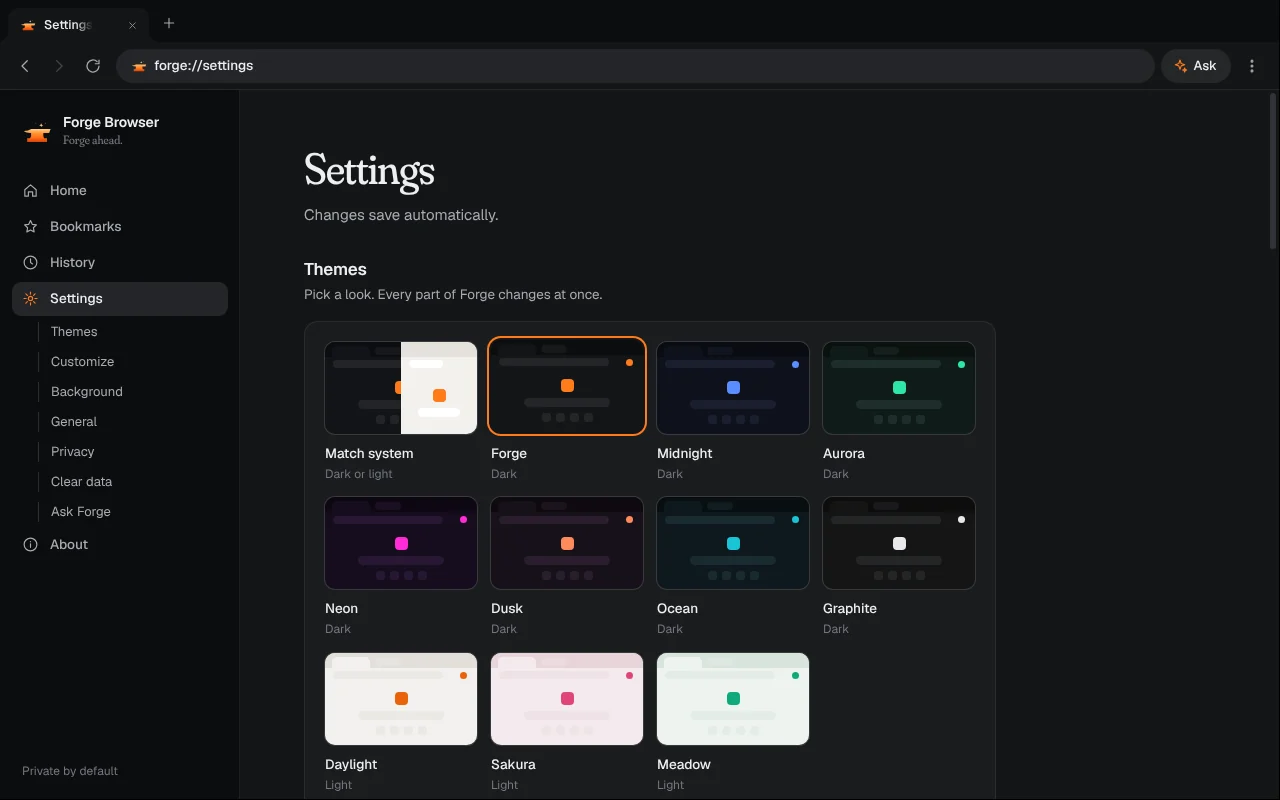 Settings
forge://settings
Ask
Forge Browser
Forge ahead.
Home
Bookmarks
History
Settings
Themes
Customize
Background
General
Privacy
Clear data
Ask Forge
About
Private by default
Settings
Changes save automatically.
Themes
Pick a look. Every part of Forge changes at once.
Match system
Dark or light
Forge
Dark
Midnight
Dark
Aurora
Dark
Neon
Dark
Dusk
Dark
Ocean
Dark
Graphite
Dark
Daylight
Light
Sakura
Light
Meadow
Light